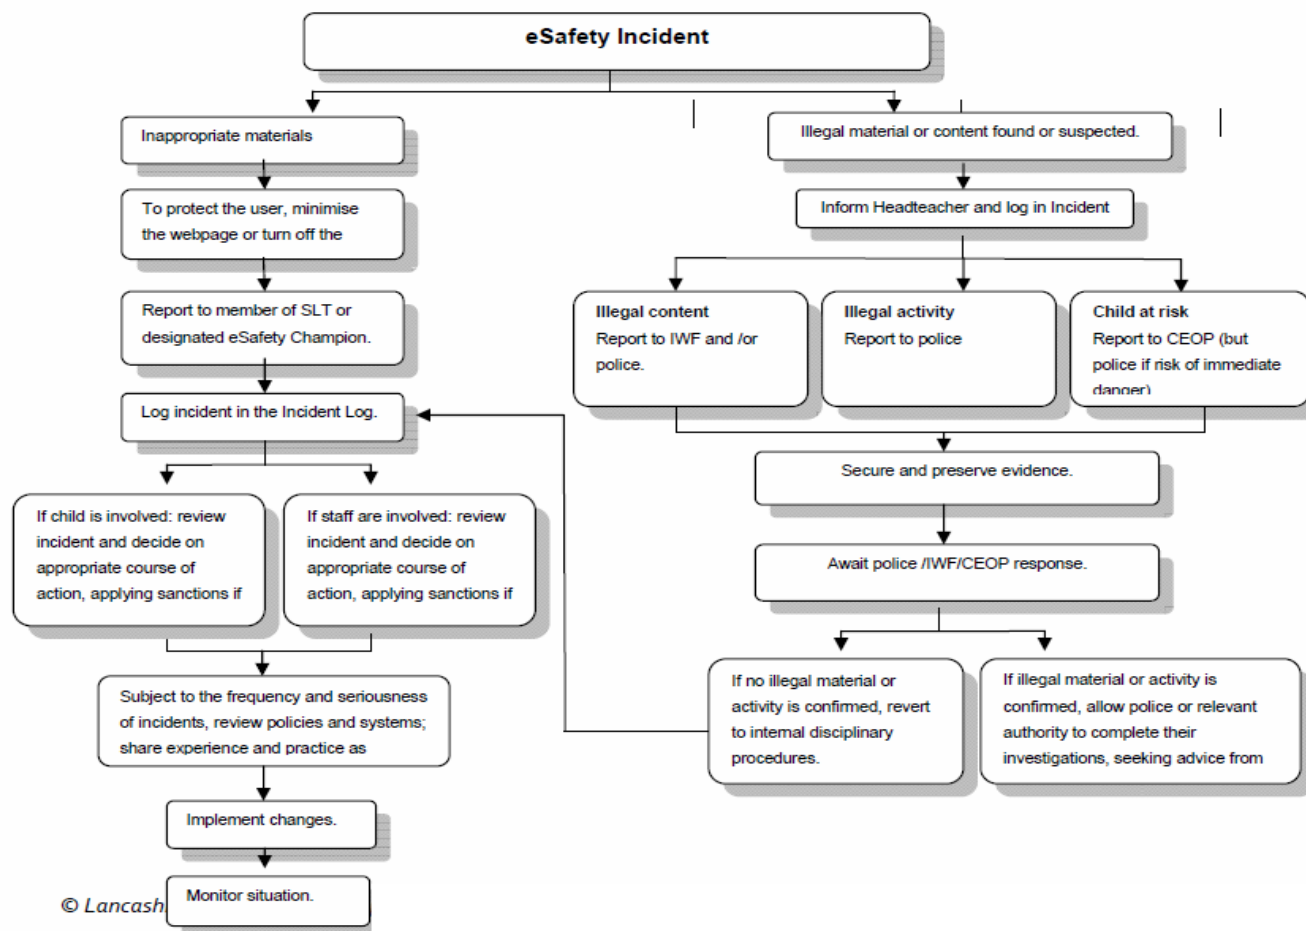 eSafety Incident
Inappropriate materials
To protect the user, minimise
the webpage or turn off the
Report to member of SLT or
designated eSafety Champion.
Log incident in the Incident Log.
If child is involved: review
incident and decide on
appropriate course of
action, applying sanctions if
If staff are involved: review
incident and decide on
appropriate course of
action, applying sanctions if
Subject to the frequency and seriousness
of incidents, review policies and systems;
share experience and practice as
Implement changes.
Monitor situation.
Illegal material or content found or suspected.
Inform Headteacher and log in Incident
Illegal content
Report to IWF and /or
police.
Illegal activity
Report to police
Child at risk
Report to CEOP (but
police if risk of immediate
danger)
Secure and preserve evidence.
Await police /IWF/CEOP response.
If no illegal material or
activity is confirmed, revert
to internal disciplinary
procedures.
If illegal material or activity is
confirmed, allow police or relevant
authority to complete their
investigations, seeking advice from
© Lancash